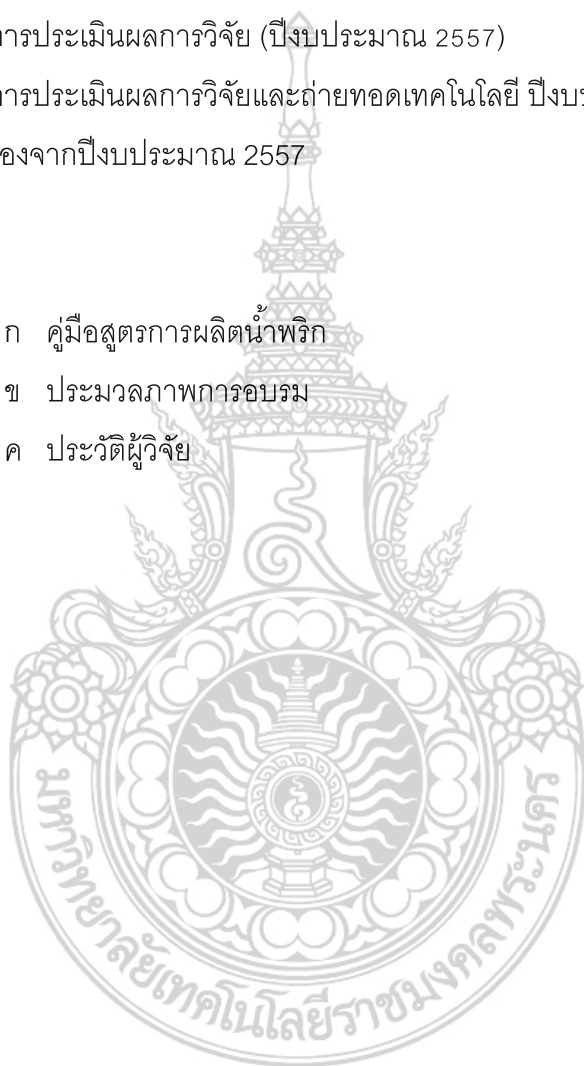 การประเมินผลการวิจัย (ปีงบประมาณ 2557)
การประเมินผลการวิจัยและถ่ายทอดเทคโนโลยี ปีงบ
องจากปีงบประมาณ 2557
ก คู่มือสูตรการผลิตน้ำพริก
ข ประมวลภาพการอบรม
ค ประวัติผู้วิจัย
มหาวิทยาลัยเทคโนโลยีราชมงคลพระนคร